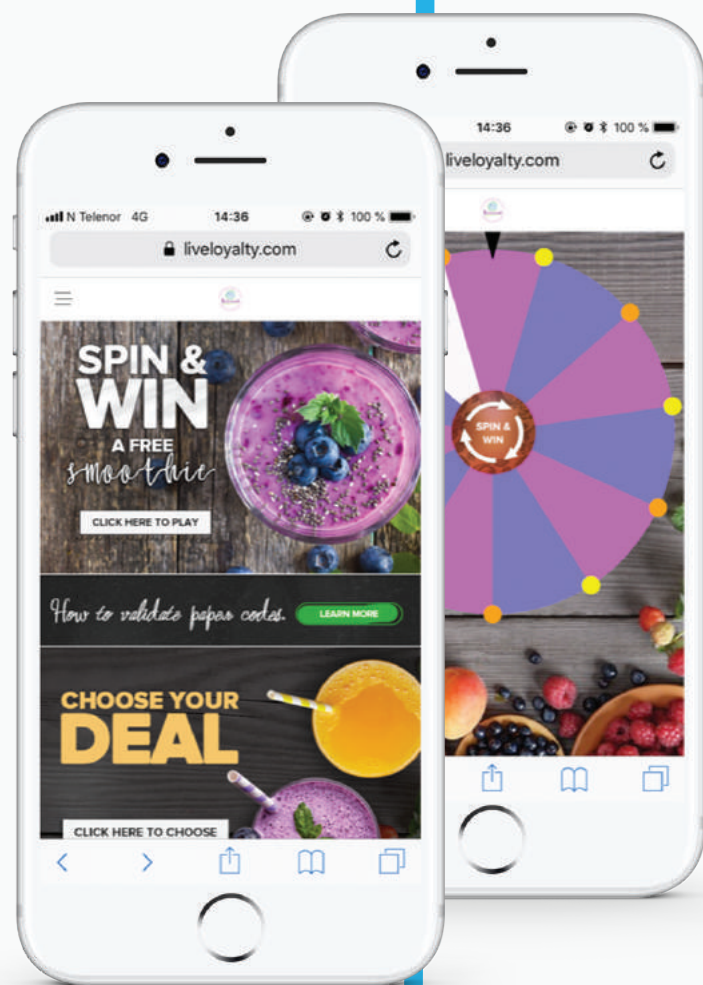 N Telenor 4G 14:36 100 %
liveloyalty.com
SPIN &
WIN
A FREE
smoothie
CLICK HERE TO PLAY
How to validate paper codes. LEARN MORE
CHOOSE YOUR
DEAL
CLICK HERE TO CHOOSE
14:36 100 %
liveloyalty.com
SPIN &
WIN